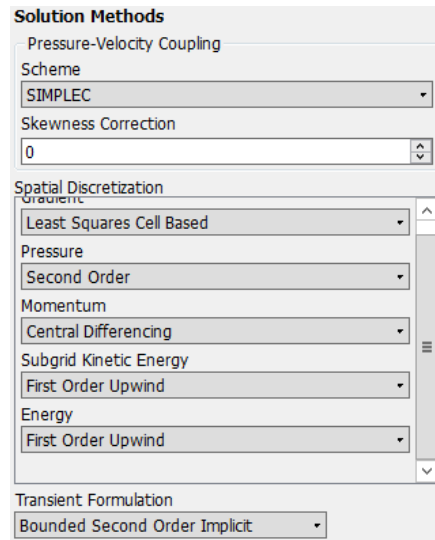 Solution Methods
Pressure-Velocity Coupling
Scheme
SIMPLEC
Skewness Correction
0
Spatial Discretization
Gradient
Least Squares Cell Based
Pressure
Second Order
Momentum
Central Differencing
Subgrid Kinetic Energy
First Order Upwind
Energy
First Order Upwind
Transient Formulation
Bounded Second Order Implicit